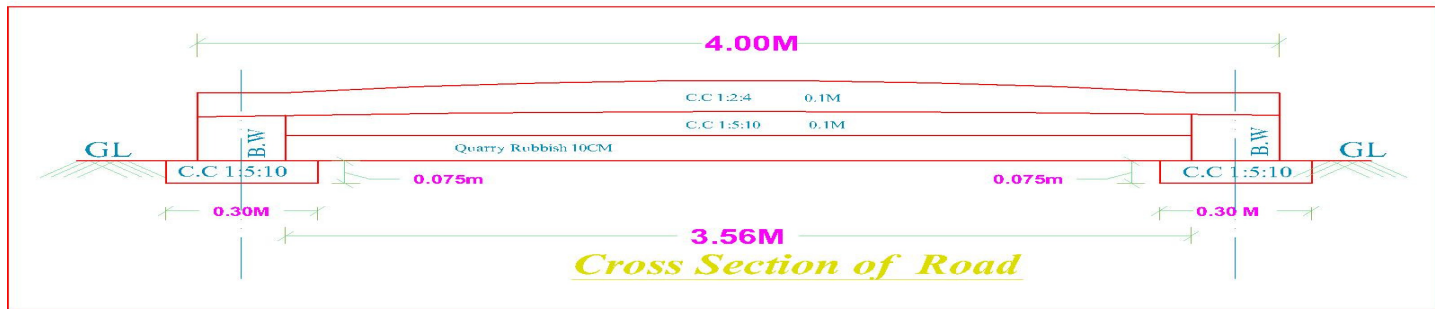 4.00M
C.C 1:2:4 0.1M
C.C 1:5:10 0.1M
B.W
B.W
Quarry Rubbish 10CM
GL
GL
C.C 1:5:10
C.C 1:5:10
0.075m
0.075m
0.30M
0.30 M
3.56M
Cross Section of Road